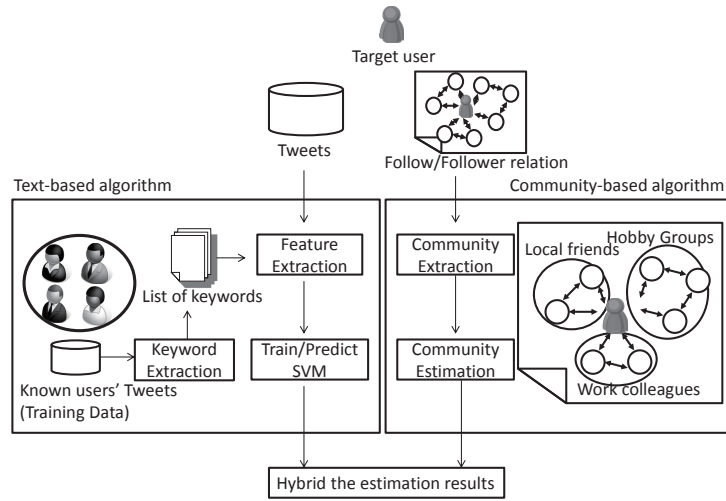 Target user
Tweets
Follow/Follower relation
Text-based algorithm
Community-based algorithm
List of keywords
Feature
Extraction
Community
Extraction
Local friends
Hobby Groups
Known users' Tweets
(Training Data)
Keyword
Extraction
Train/Predict
SVM
Community
Estimation
Work colleagues
Hybrid the estimation results